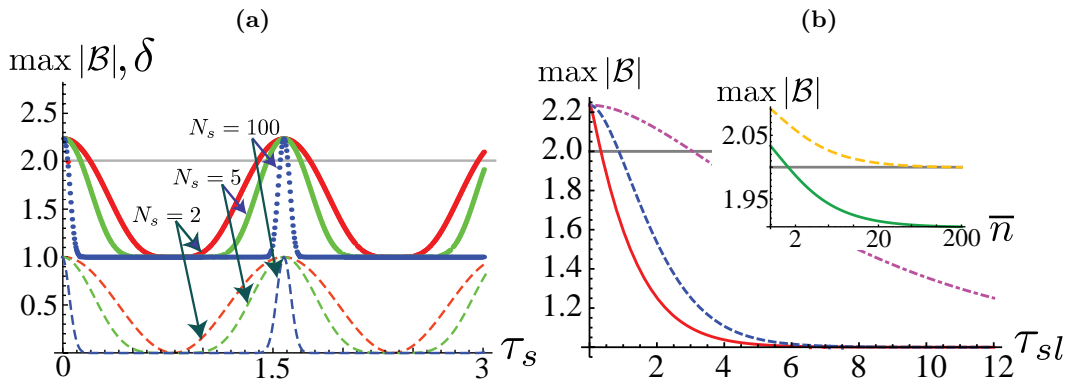 (a)
max |ℬ|, δ
2.5
2.0
1.5
1.0
0.5
0
1.5
3
τ_s
N_s = 100
N_s = 5
N_s = 2
(b)
max |ℬ|
2.2
2.0
1.8
1.6
1.4
1.2
2
4
6
8
10
12
τ_sl
max |ℬ|
2.05
1.95
2
20
200
n̅